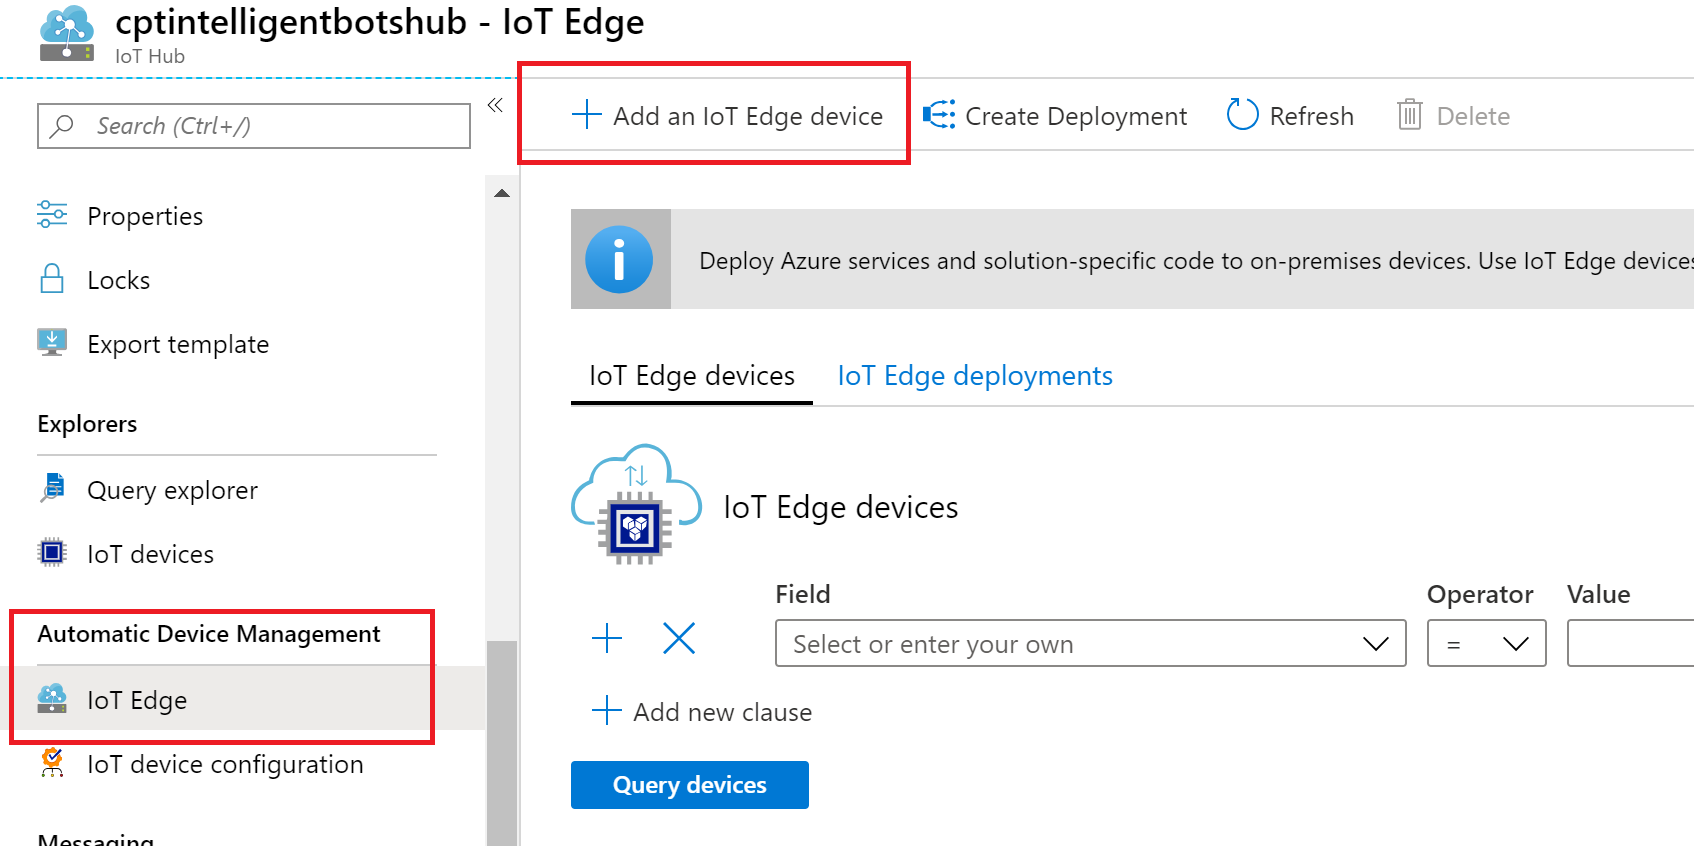 cptintelligentbotshub - IoT Edge
IoT Hub
Search (Ctrl+/)
«
Add an IoT Edge device
Create Deployment
Refresh
Delete
Properties
Locks
Export template
Explorers
Query explorer
IoT devices
Automatic Device Management
IoT Edge
IoT device configuration
Messaging
Deploy Azure services and solution-specific code to on-premises devices. Use IoT Edge devices
IoT Edge devices
IoT Edge deployments
IoT Edge devices
Field
Operator
Value
Select or enter your own
=
Add new clause
Query devices